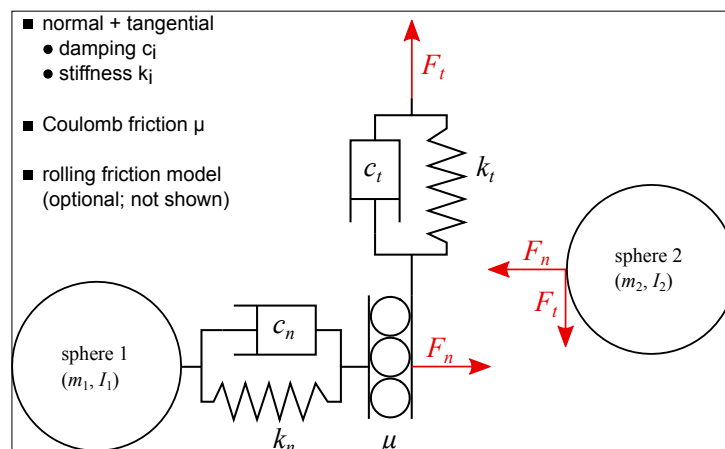 ■ normal + tangential
● damping cᵢ
● stiffness kᵢ
■ Coulomb friction μ
■ rolling friction model
(optional; not shown)
Fₜ
cₜ
kₜ
Fₙ
sphere 2
(m₂, I₂)
Fₜ
cₙ
sphere 1
(m₁, I₁)
Fₙ
kₙ
μ